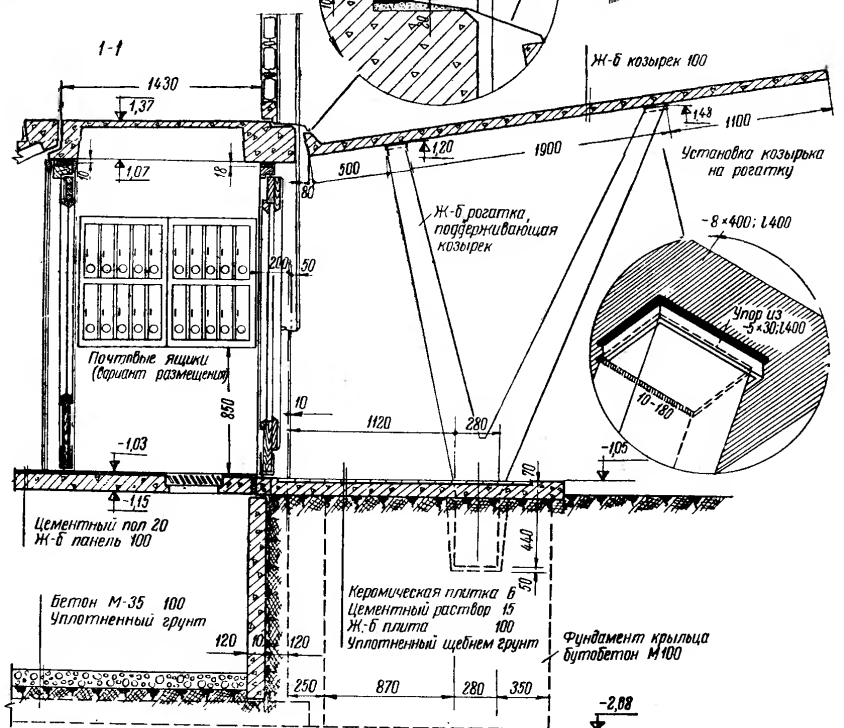 1-1
1430
1,37
1,07
10
18
80
20
Ж-б козырек 100
1,48
1100
1,20
1900
500
Установка козырька
на рогатку
Ж-б рогатка,
поддерживающая
козырек
-8×400; l.400
Упор из
-5×30; l.400
10-180
200
50
Почтовые ящики
(вариант размещения)
850
10
1120
280
-1,03
-1,05
70
-1,15
Цементный пол 20
Ж-б панель 100
440
50
Бетон М-35 100
Уплотненный грунт
Керамическая плитка 6
Цементный раствор 15
Ж.-б плита 100
Уплотненный щебнем грунт
Фундамент крыльца
бутобетон М100
120
10
120
250
870
280
350
-2,08